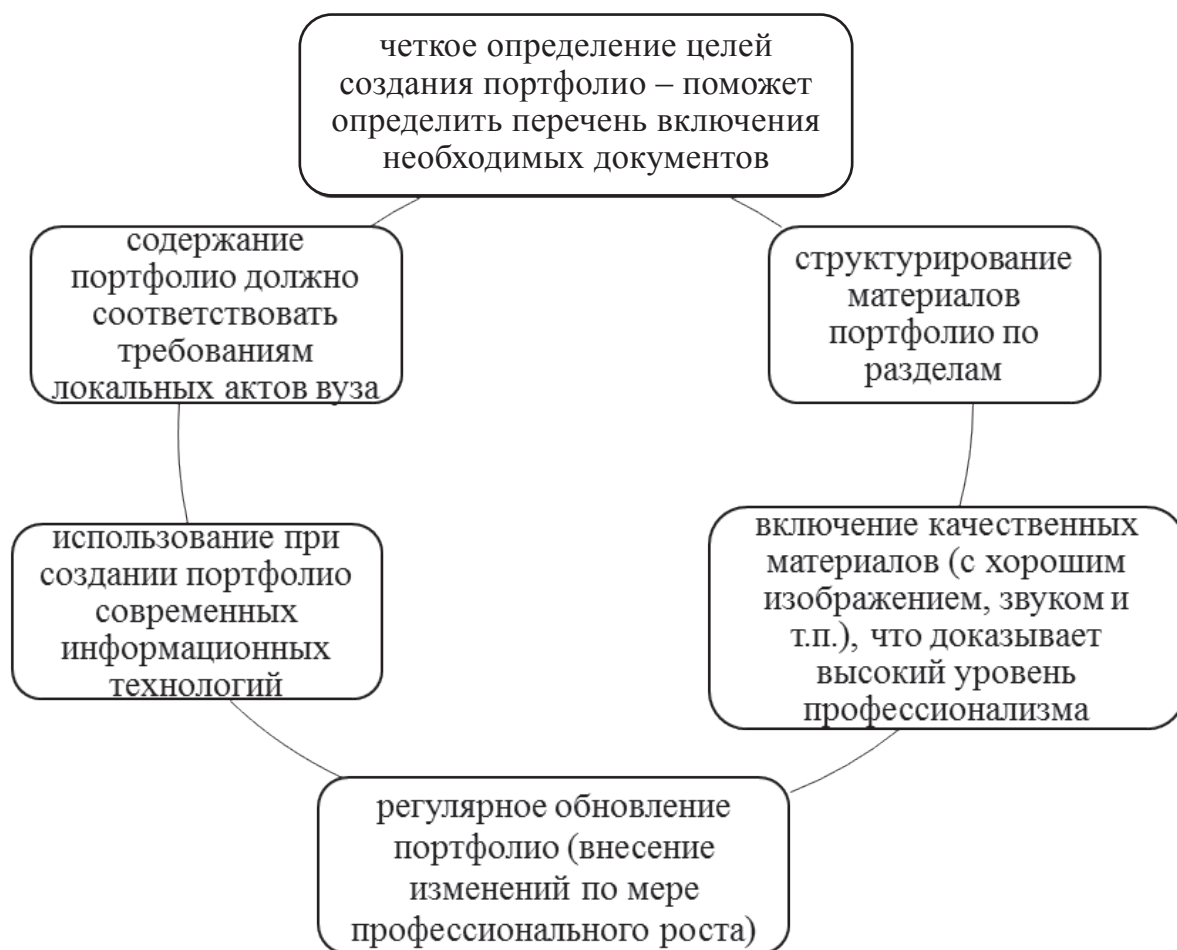 четкое определение целей
создания портфолио – поможет
определить перечень включения
необходимых документов
содержание
портфолио должно
соответствовать
требованиям
локальных актов вуза
структурирование
материалов
портфолио по
разделам
использование при
создании портфолио
современных
информационных
технологий
включение качественных
материалов (с хорошим
изображением, звуком и
т.п.), что доказывает
высокий уровень
профессионализма
регулярное обновление
портфолио (внесение
изменений по мере
профессионального роста)